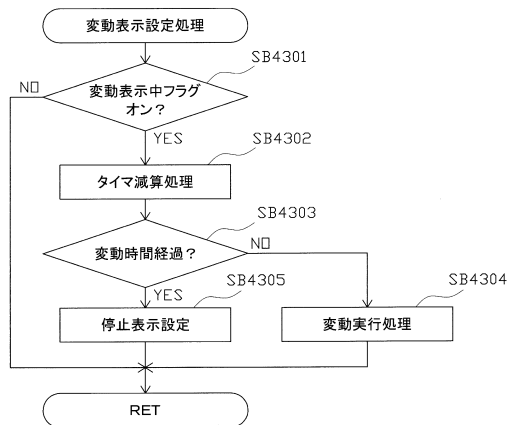 変動表示設定処理
SB4301
NO
変動表示中フラグ
オン？
YES
SB4302
タイマ減算処理
SB4303
変動時間経過？
NO
YES
SB4305
SB4304
停止表示設定
変動実行処理
RET